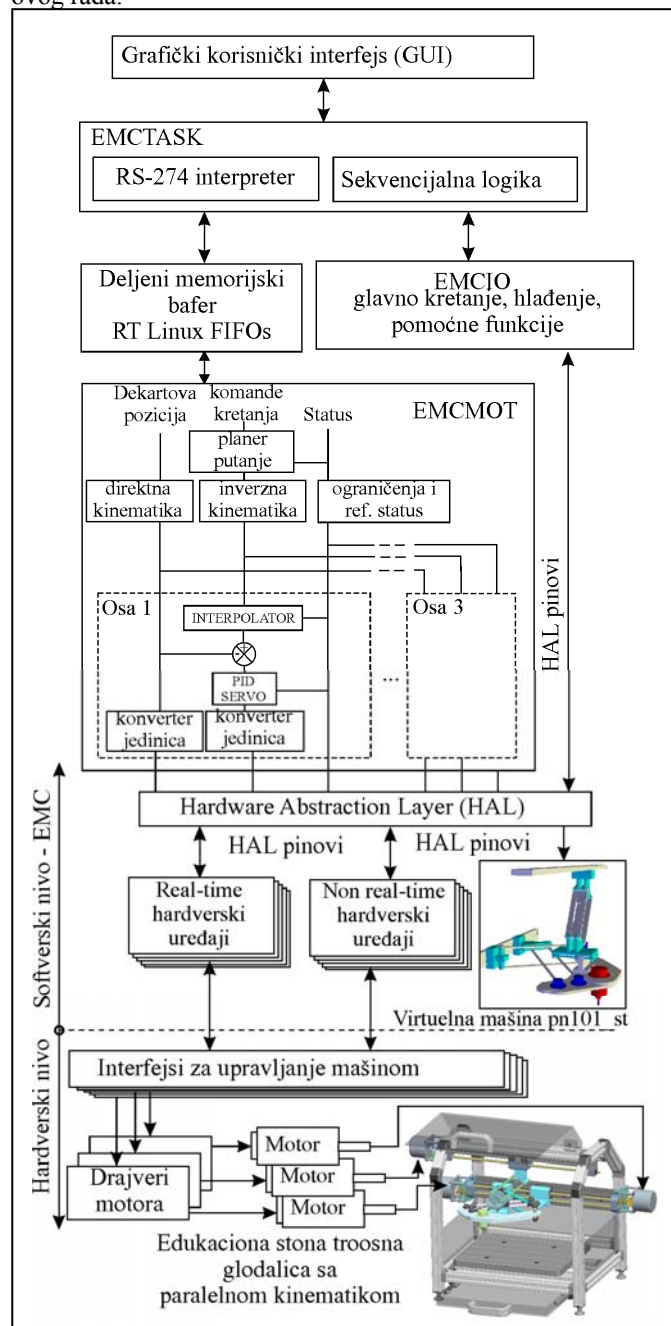 ovog rada.
Grafički korisnički interfejs (GUI)
EMCTASK
RS-274 interpreter
Sekvencijalna logika
Deljeni memorijski
bafer
RT Linux FIFOs
EMCIO
glavno kretanje, hlađenje,
pomoćne funkcije
EMCMOT
Dekartova
pozicija
komande
kretanja
Status
planer
putanje
direktna
kinematika
inverzna
kinematika
ograničenja i
ref. status
Osa 1
INTERPOLATOR
PID
SERVO
konverter
jedinica
konverter
jedinica
...
Osa 3
HAL pinovi
Hardware Abstraction Layer (HAL)
HAL pinovi
HAL pinovi
Real-time
hardverski
uređaji
Non real-time
hardverski
uređaji
Virtuelna mašina pn101_st
Softverski nivo - EMC
Hardverski nivo
Interfejsi za upravljanje mašinom
Drajveri
motora
Motor
Motor
Motor
Edukaciona stona troosna
glodalica sa
paralelnom kinematikom